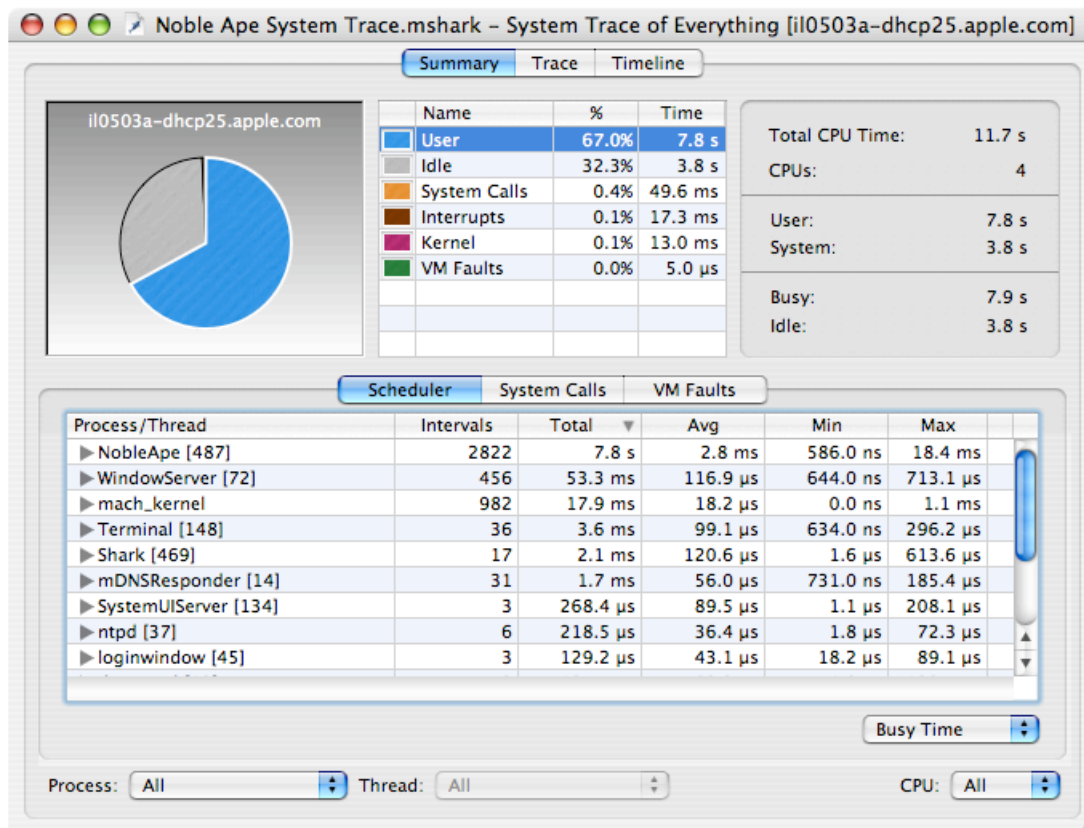 Noble Ape System Trace.mshark – System Trace of Everything [il0503a-dhcp25.apple.com]
Summary Trace Timeline
il0503a-dhcp25.apple.com
Name % Time
User 67.0% 7.8 s
Idle 32.3% 3.8 s
System Calls 0.4% 49.6 ms
Interrupts 0.1% 17.3 ms
Kernel 0.1% 13.0 ms
VM Faults 0.0% 5.0 µs
Total CPU Time: 11.7 s
CPUs: 4
User: 7.8 s
System: 3.8 s
Busy: 7.9 s
Idle: 3.8 s
Scheduler System Calls VM Faults
Process/Thread Intervals Total Avg Min Max
NobleApe [487] 2822 7.8 s 2.8 ms 586.0 ns 18.4 ms
WindowServer [72] 456 53.3 ms 116.9 µs 644.0 ns 713.1 µs
mach_kernel 982 17.9 ms 18.2 µs 0.0 ns 1.1 ms
Terminal [148] 36 3.6 ms 99.1 µs 634.0 ns 296.2 µs
Shark [469] 17 2.1 ms 120.6 µs 1.6 µs 613.6 µs
mDNSResponder [14] 31 1.7 ms 56.0 µs 731.0 ns 185.4 µs
SystemUIServer [134] 3 268.4 µs 89.5 µs 1.1 µs 208.1 µs
ntpd [37] 6 218.5 µs 36.4 µs 1.8 µs 72.3 µs
loginwindow [45] 3 129.2 µs 43.1 µs 18.2 µs 89.1 µs
Busy Time
Process: All Thread: All CPU: All